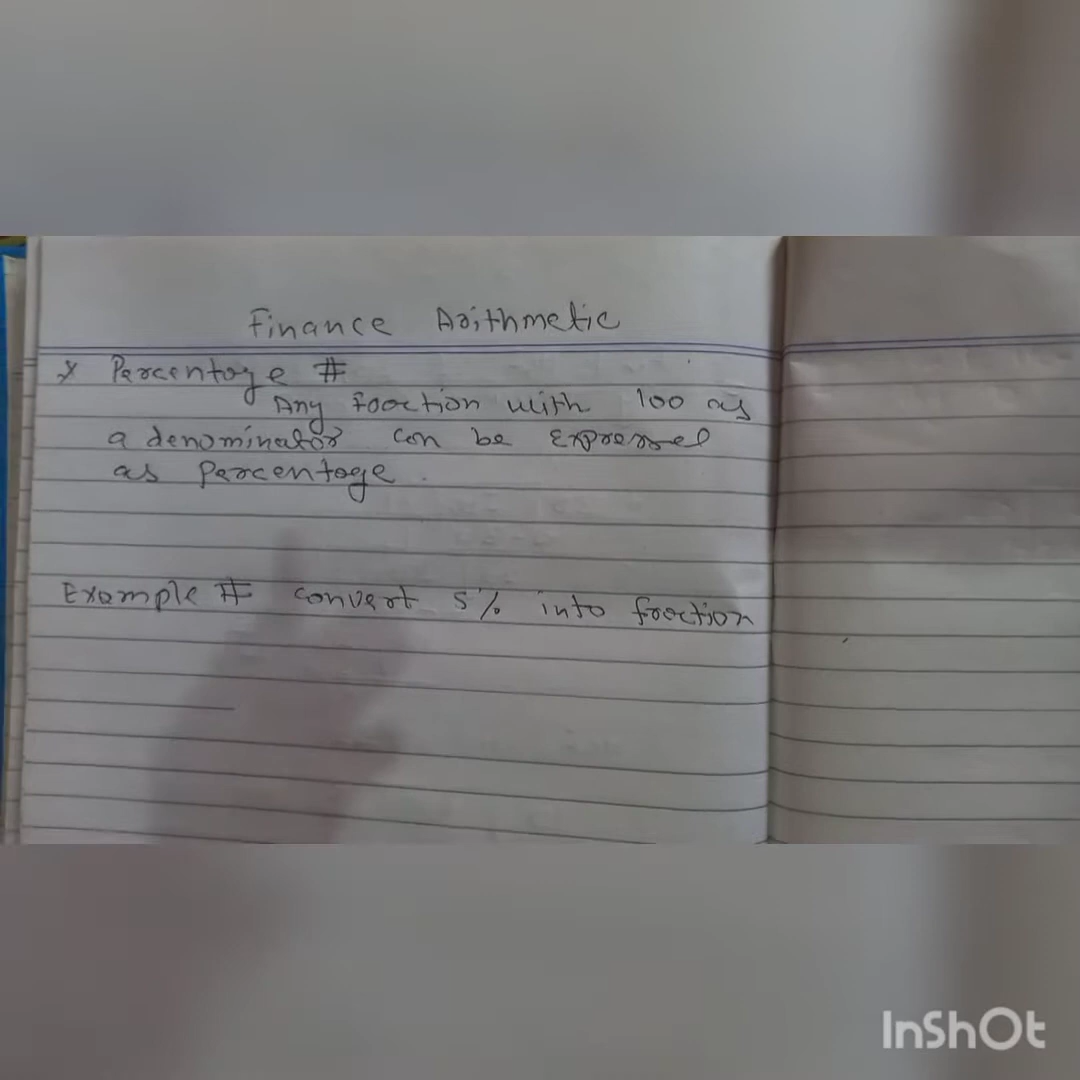 Finance Arithmetic
* Percentage #
Any fraction with 100 as
a denominator can be Expressed
as Percentage.
Example # convert 5% into fraction
InShOt